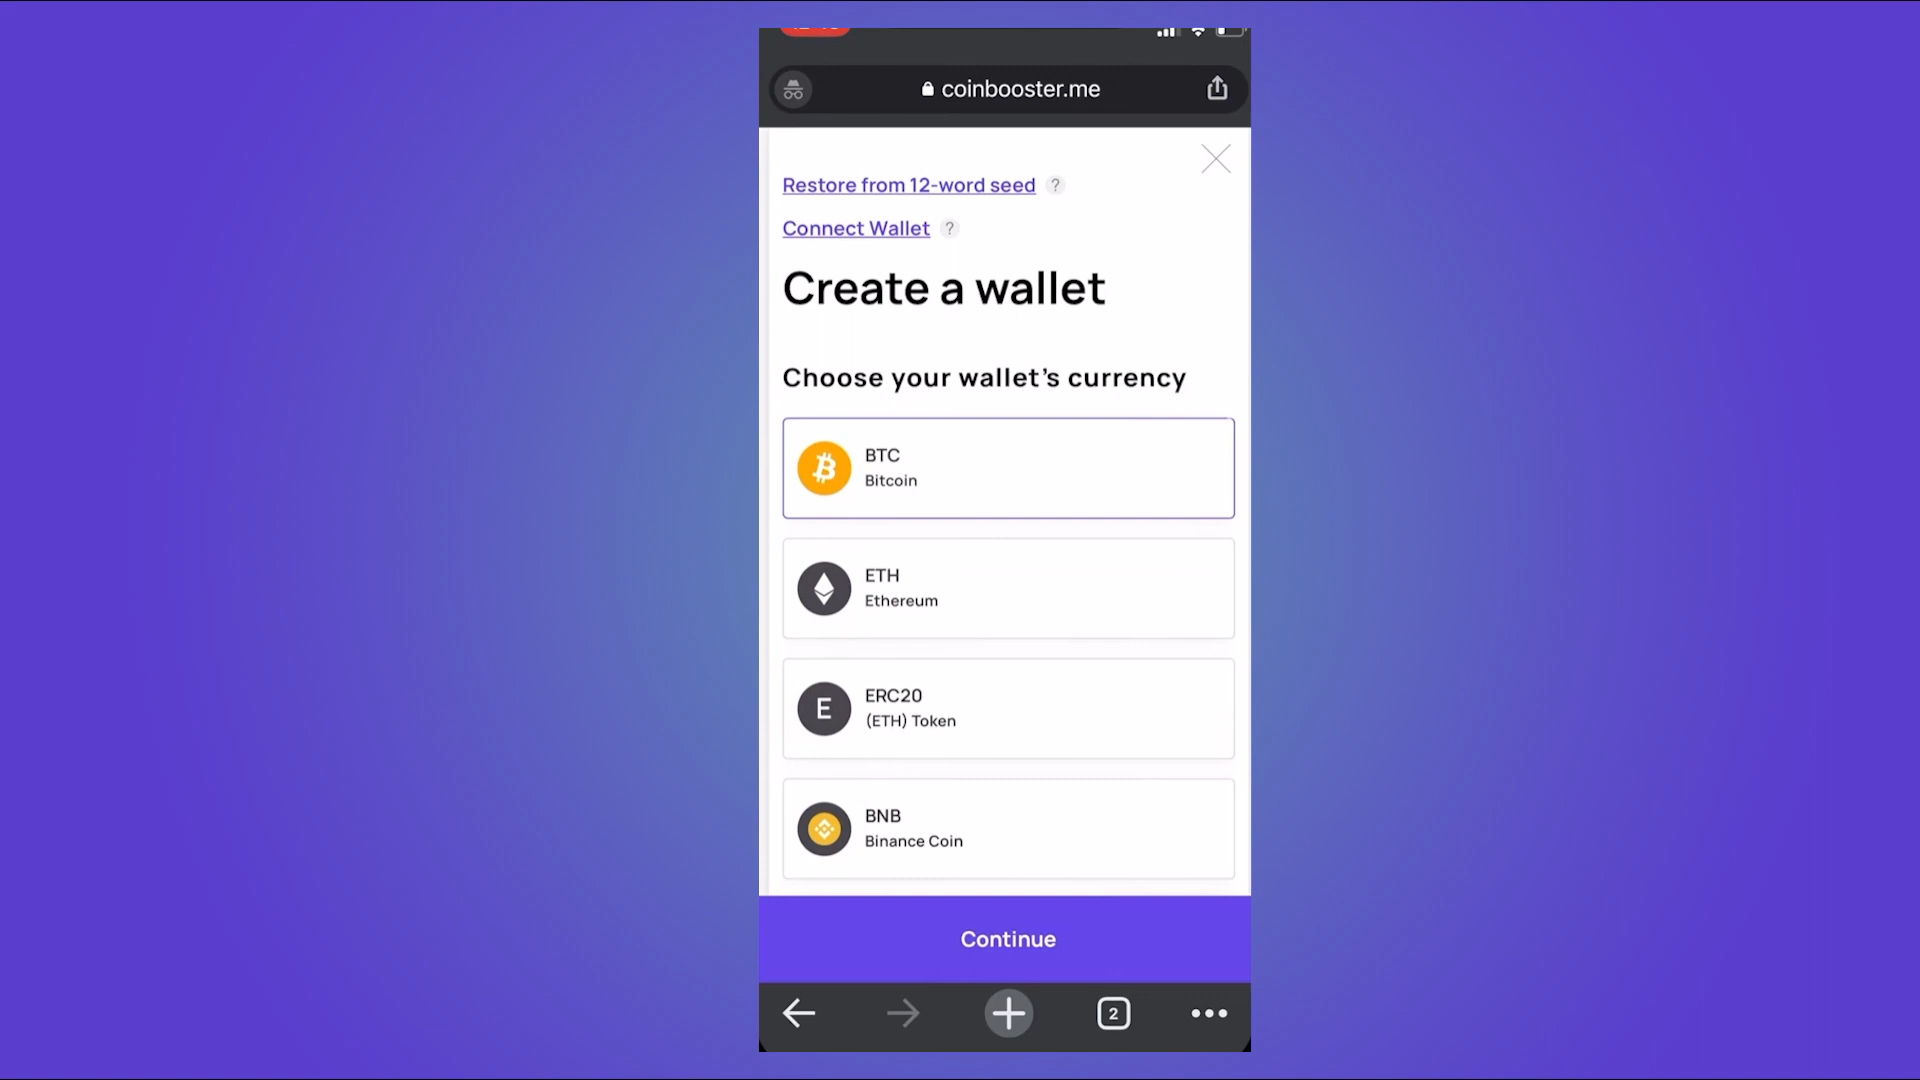 coinbooster.me
Restore from 12-word seed ?
Connect Wallet ?
Create a wallet
Choose your wallet’s currency
BTC
Bitcoin
ETH
Ethereum
E
ERC20
(ETH) Token
BNB
Binance Coin
Continue
2